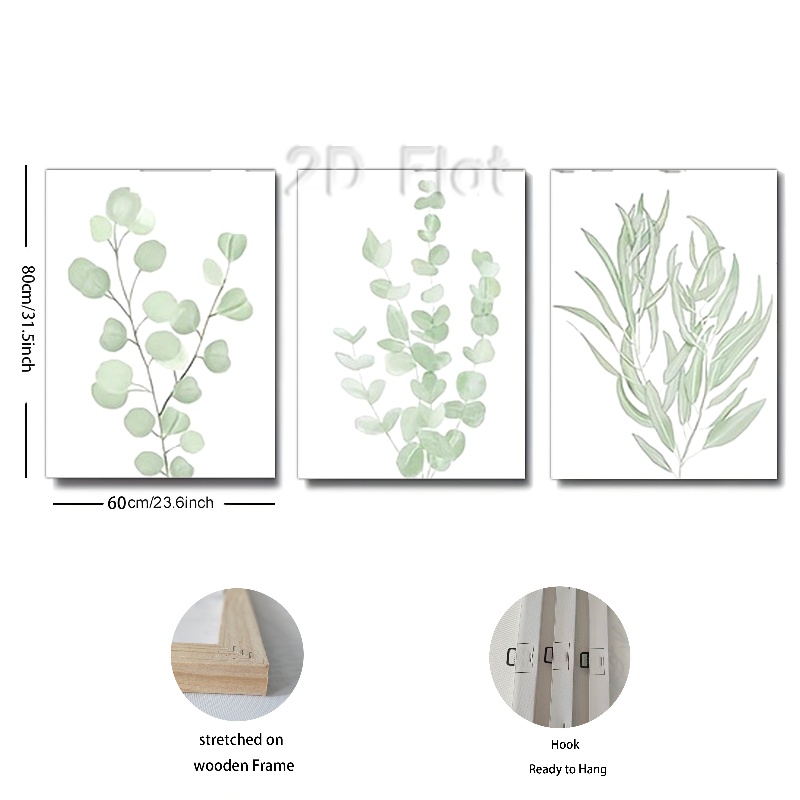 2D Flat
80cm/31.5inch
60cm/23.6inch
stretched on
wooden Frame
Hook
Ready to Hang